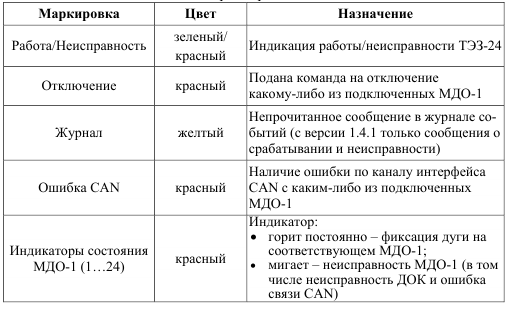 Маркировка Цвет Назначение
Работа/Неисправность зеленый/ красный Индикация работы/неисправности ТЭЗ-24
Отключение красный Подана команда на отключение
какому-либо из подключенных МДО-1
Журнал желтый Непрочитанное сообщение в журнале со-
бытий (с версии 1.4.1 только сообщения о
срабатывании и неисправности)
Ошибка CAN красный Наличие ошибки по каналу интерфейса
CAN с каким-либо из подключенных
МДО-1
Индикаторы состояния
МДО-1 (1…24) красный Индикатор:
• горит постоянно – фиксация дуги на
соответствующем МДО-1;
• мигает – неисправность МДО-1 (в том
числе неисправность ДОК и ошибка
связи CAN)